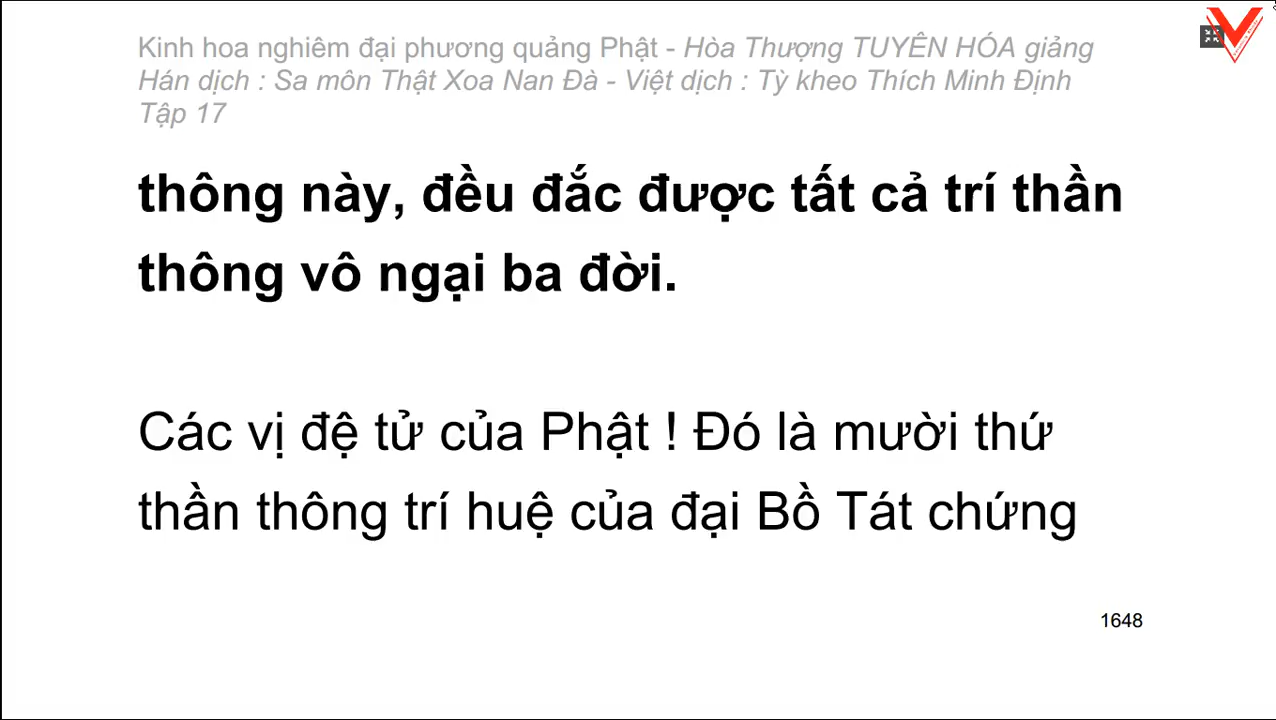 Kinh hoa nghiêm đại phương quảng Phật - Hòa Thượng TUYÊN HÓA giảng
Hán dịch : Sa môn Thật Xoa Nan Đà - Việt dịch : Tỳ kheo Thích Minh Định
Tập 17
thông này, đều đắc được tất cả trí thần
thông vô ngại ba đời.
Các vị đệ tử của Phật ! Đó là mười thứ
thần thông trí huệ của đại Bồ Tát chứng
1648